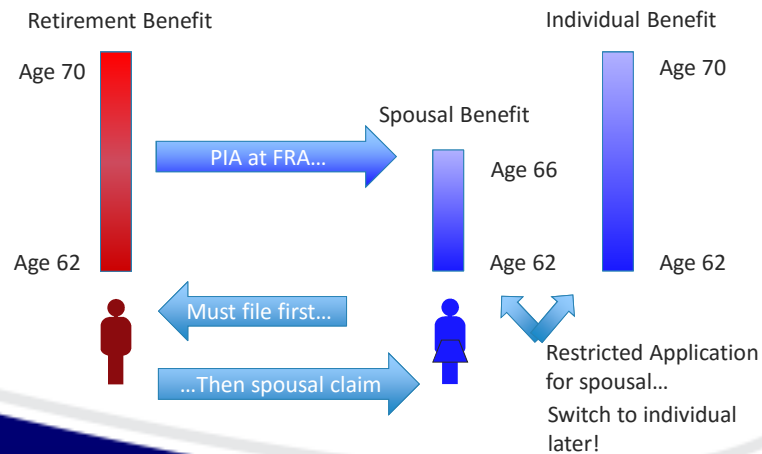 Retirement Benefit
Individual Benefit
Age 70
Age 70
Spousal Benefit
PIA at FRA…
Age 66
Age 62
Age 62
Age 62
Must file first…
…Then spousal claim
Restricted Application
for spousal…
Switch to individual
later!